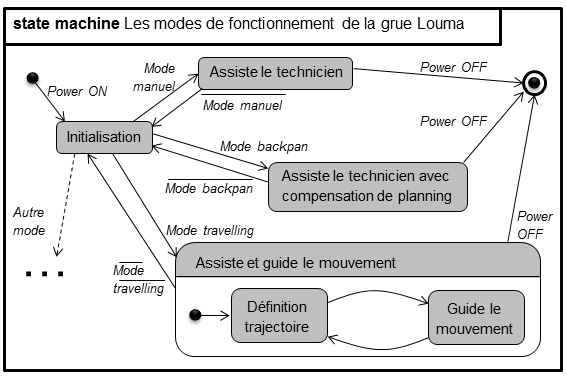 state machine Les modes de fonctionnement de la grue Louma
Mode
manuel
Assiste le technicien
Power OFF
Power ON
Mode manuel
Initialisation
Mode backpan
Power OFF
Mode backpan
Assiste le technicien avec
compensation de planning
Autre
mode
Mode travelling
Power
OFF
...
Mode
travelling
Assiste et guide le mouvement
Définition
trajectoire
Guide le
mouvement